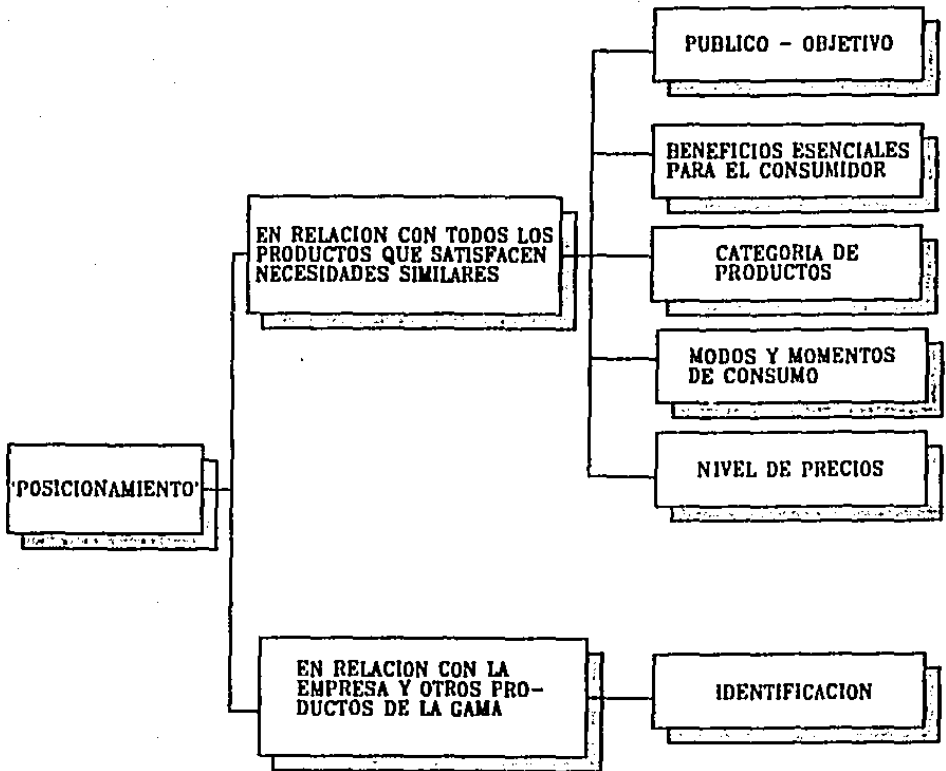 PUBLICO - OBJETIVO
BENEFICIOS ESENCIALES
PARA EL CONSUMIDOR
EN RELACION CON TODOS LOS
PRODUCTOS QUE SATISFACEN
NECESIDADES SIMILARES
CATEGORIA DE
PRODUCTOS
MODOS Y MOMENTOS
DE CONSUMO
NIVEL DE PRECIOS
'POSICIONAMIENTO'
EN RELACION CON LA
EMPRESA Y OTROS PRO-
DUCTOS DE LA GAMA
IDENTIFICACION